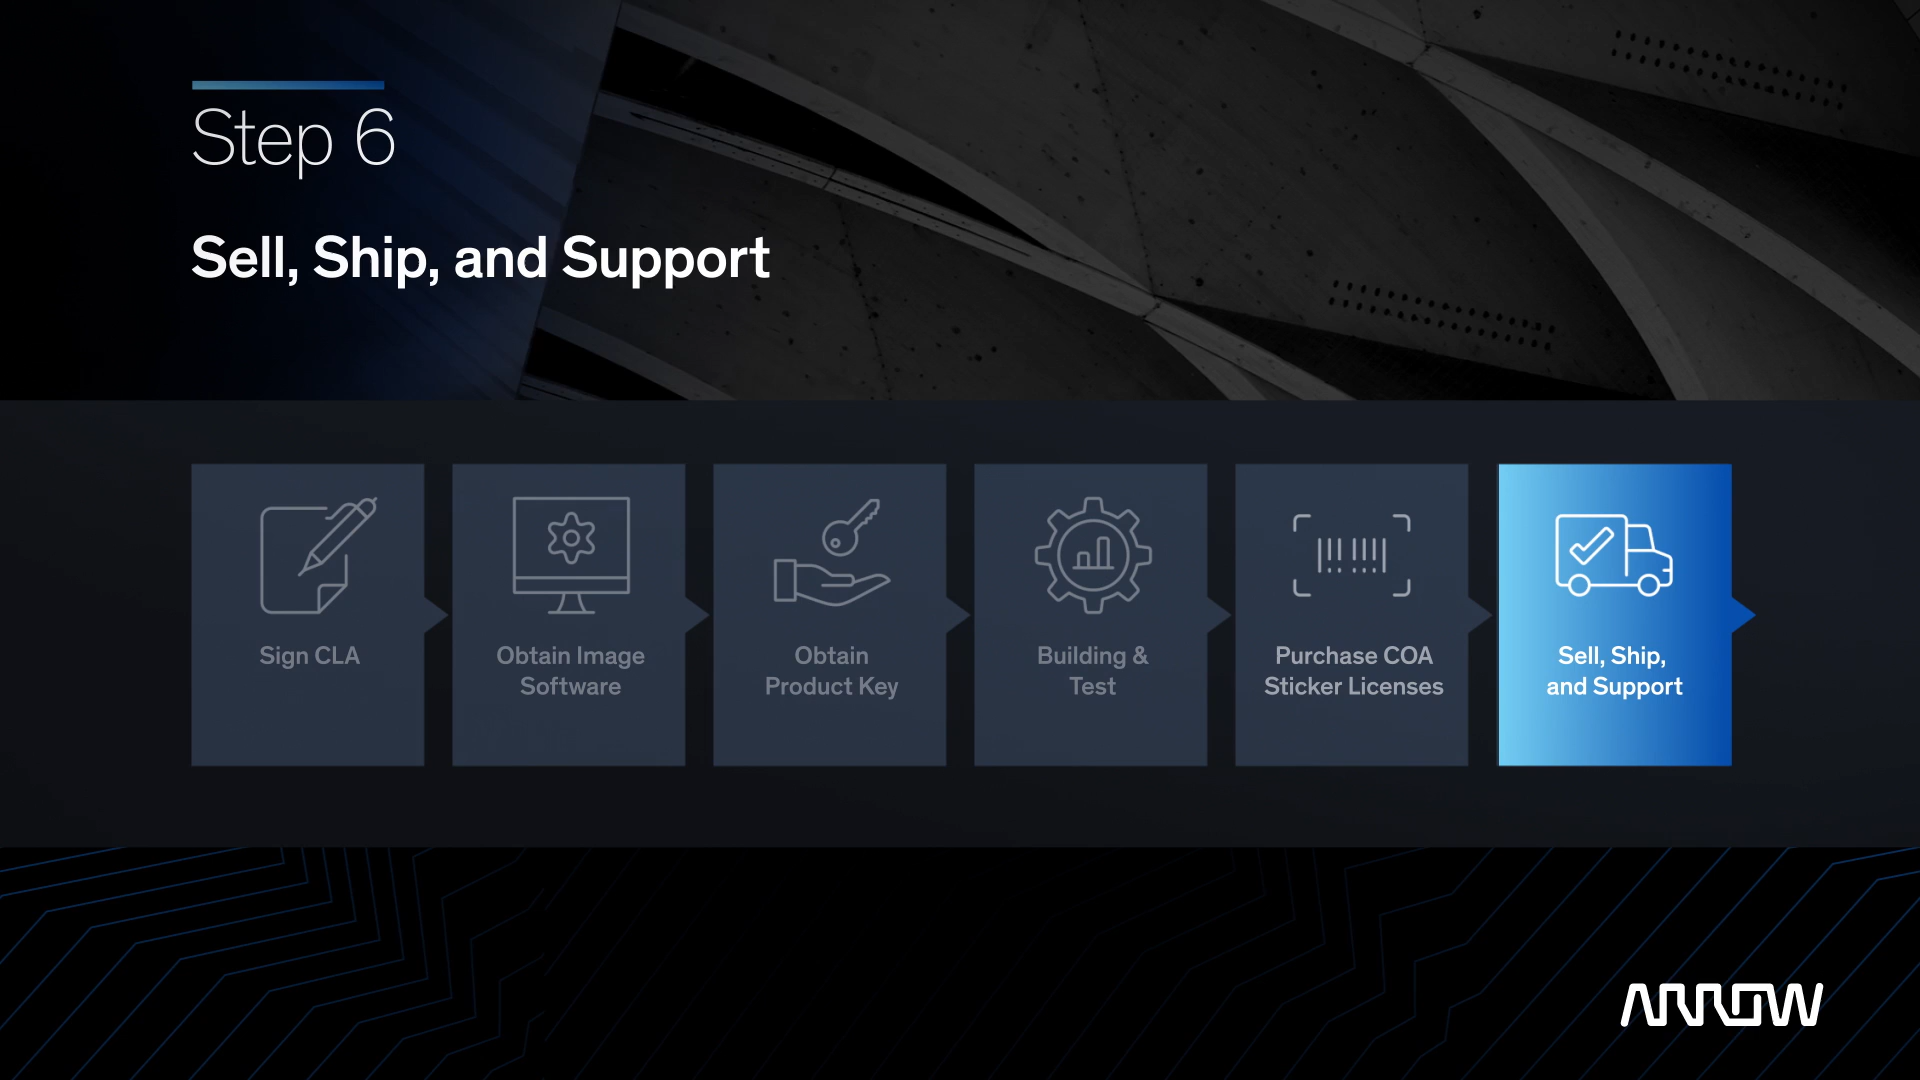 Step 6
Sell, Ship, and Support
Sign CLA
Obtain Image
Software
Obtain
Product Key
Building &
Test
Purchase COA
Sticker Licenses
Sell, Ship,
and Support
ARROW